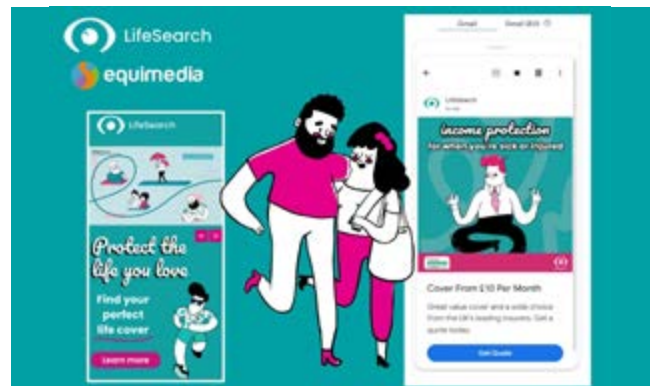 LifeSearch
equimedia
LifeSearch
Protect the
life you love
Find your
perfect
life cover
Learn more
Gmail
LifeSearch
income protection
for when you're sick or injured
Cover From £10 Per Month
Great value cover and a wide choice
from the UK's leading insurers. Get a
quote today.
Get Quote